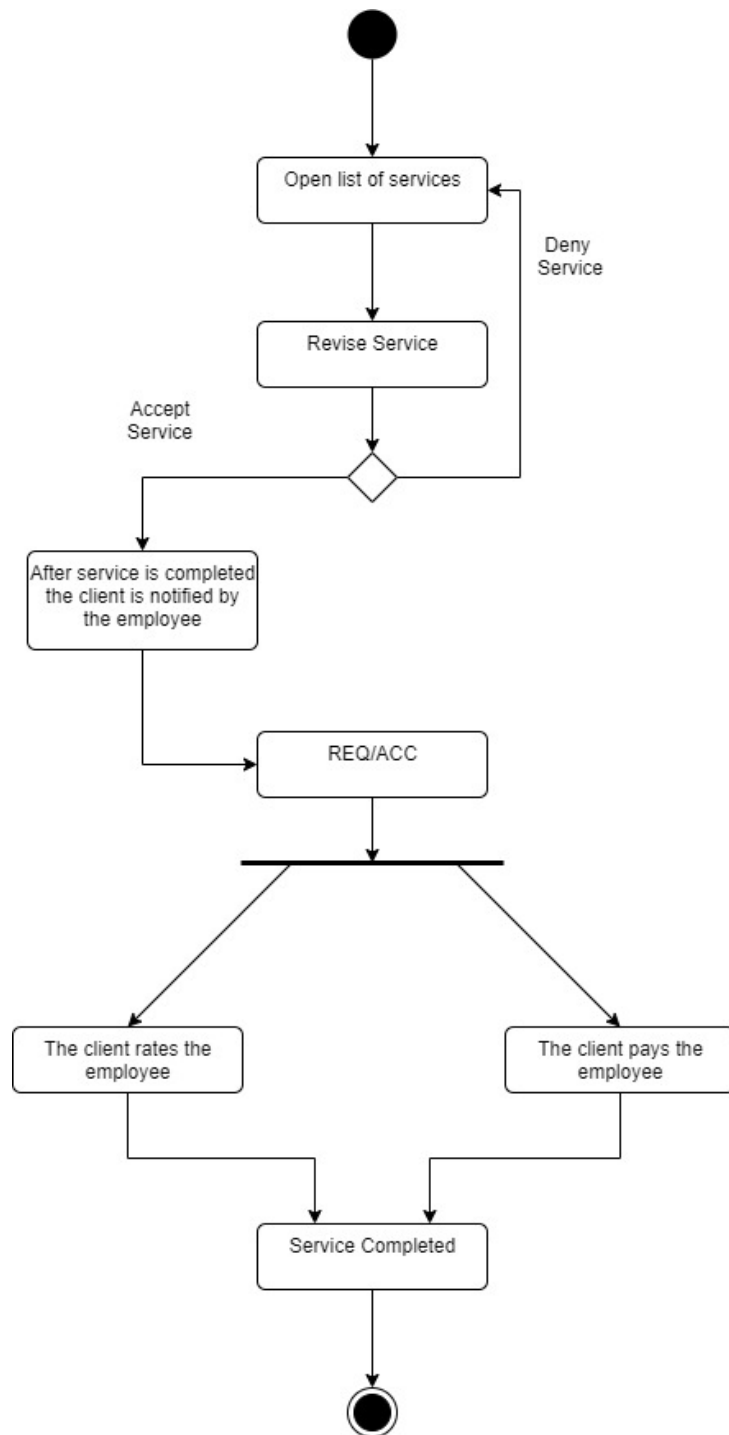 Open list of services
Deny
Service
Revise Service
Accept
Service
After service is completed
the client is notified by
the employee
REQ/ACC
The client rates the
employee
The client pays the
employee
Service Completed